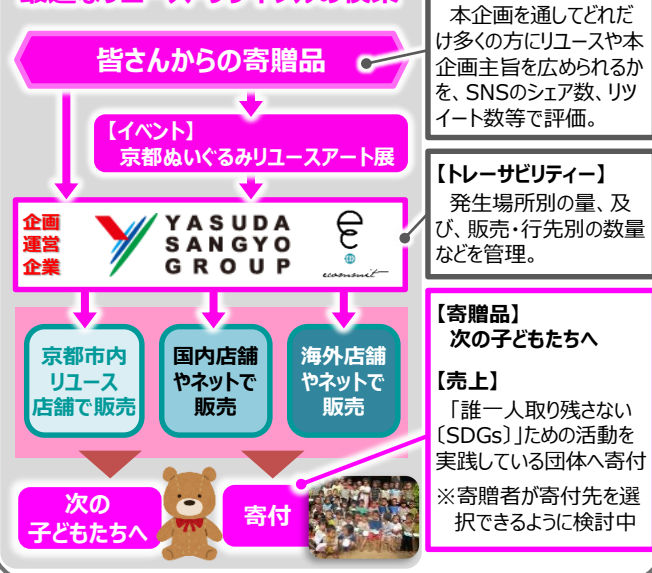 皆さんからの寄贈品
【イベント】
京都ぬいぐるみリユースアート展
企画
運営
企業
YASUDA
SANGYO
GROUP
ecommit
京都市内
リユース
店舗で販売
国内店舗
やネットで
販売
海外店舗
やネットで
販売
次の
子どもたちへ
寄付
本企画を通してどれだ
け多くの方にリユースや本
企画主旨を広められるか
を、SNSのシェア数、リツ
イート数等で評価。
【トレーサビリティー】
発生場所別の量、及
び、販売・行先別の数量
などを管理。
【寄贈品】
次の子どもたちへ
【売上】
「誰一人取り残さない
〔SDGs〕」ための活動を
実践している団体へ寄付
※寄贈者が寄付先を選
択できるように検討中